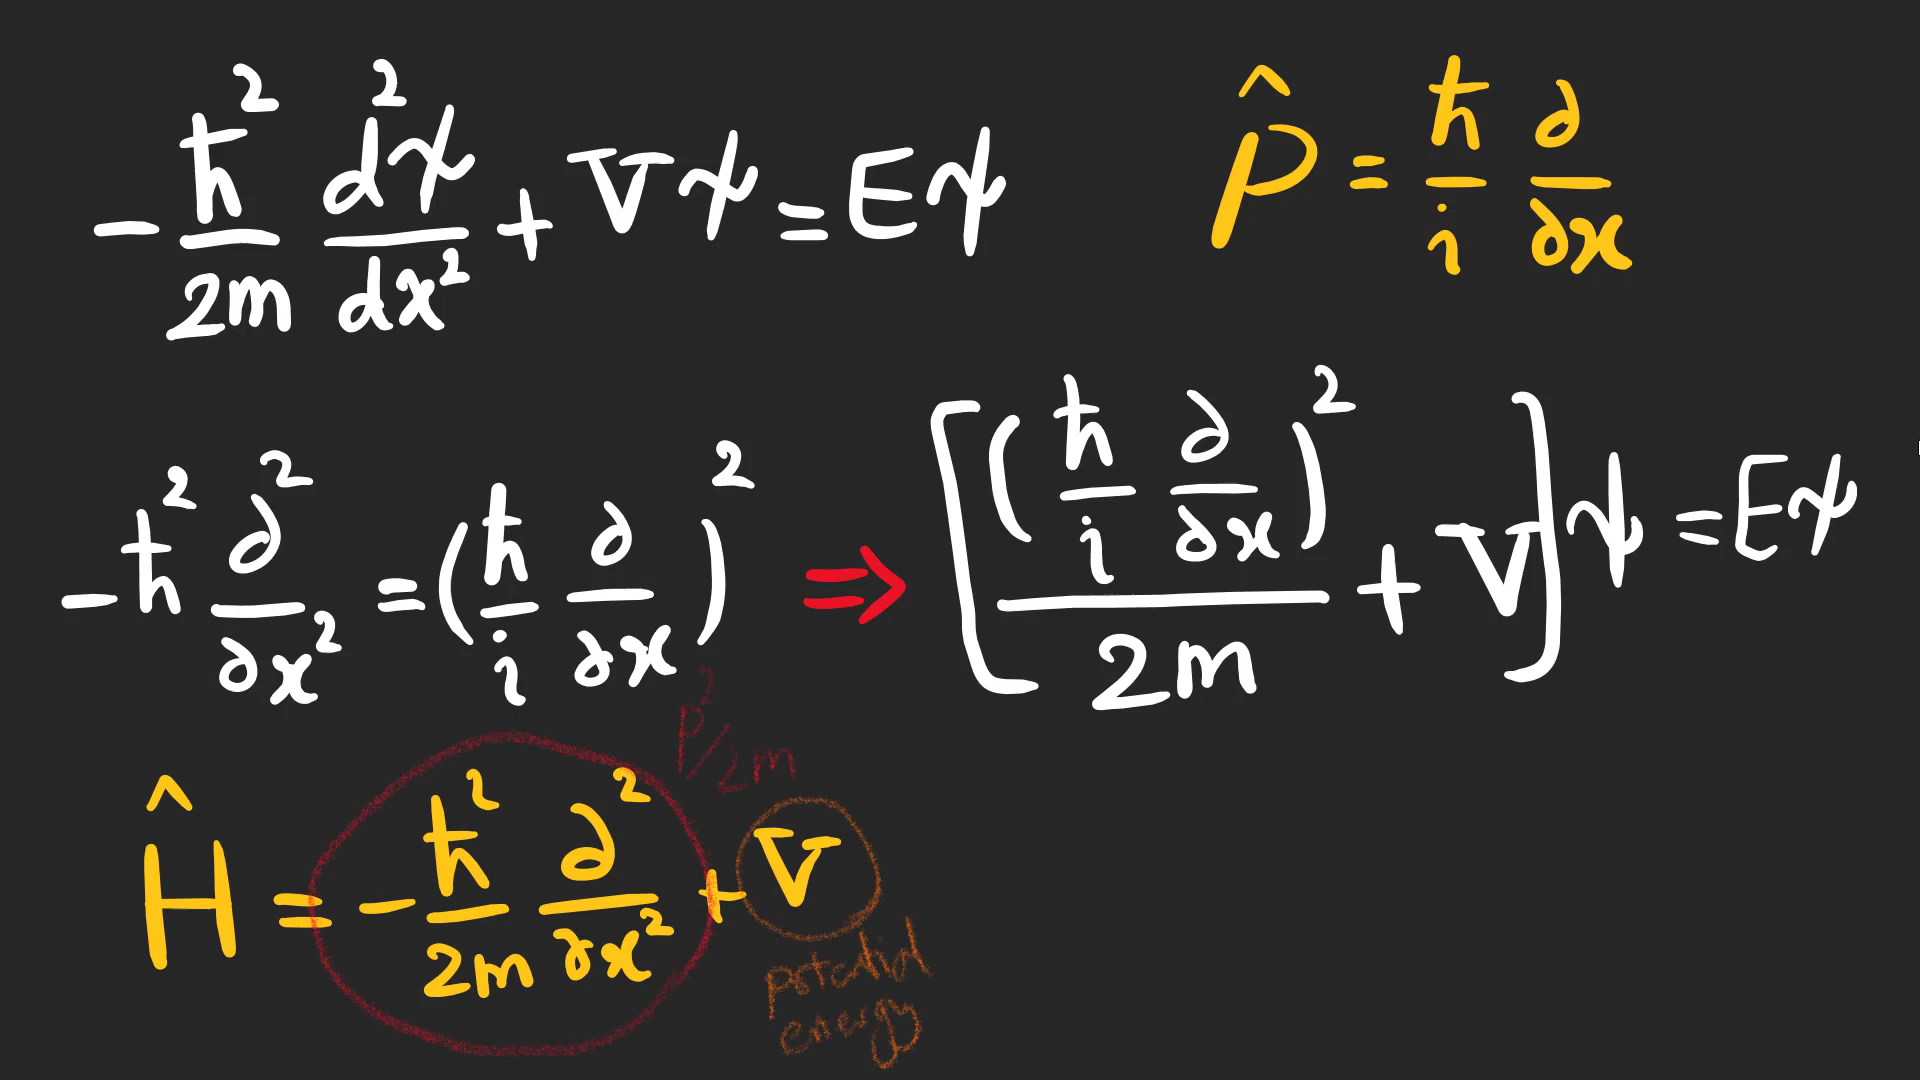 -ħ²/2m d²ψ/dx² + Vψ = Eψ
p̂ = ħ/i ∂/∂x
-ħ² ∂²/∂x² = (ħ/i ∂/∂x)² ⇒ [(ħ/i ∂/∂x)²/2m + V]ψ = Eψ
p²/2m
Ĥ = -ħ²/2m ∂²/∂x² + V
potential
energy